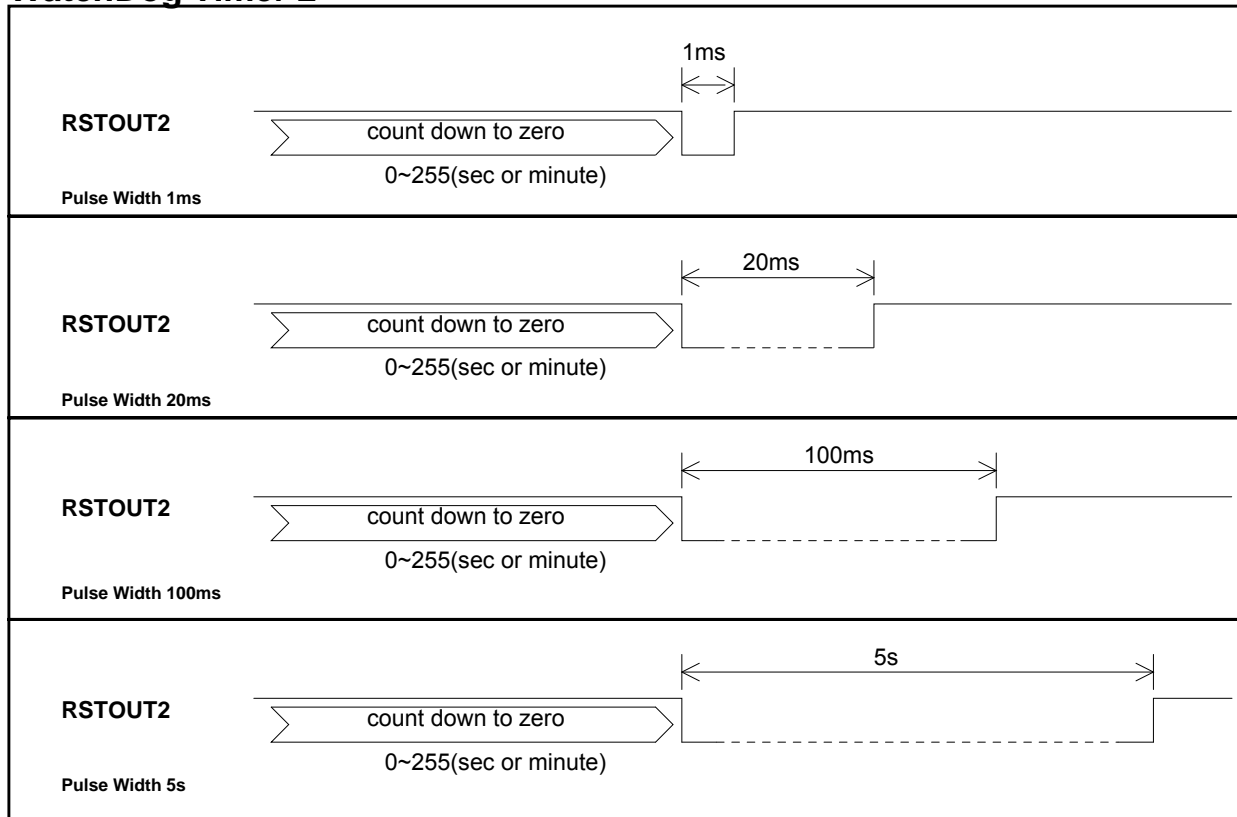 1ms
RSTOUT2
count down to zero
0~255(sec or minute)
Pulse Width 1ms
20ms
RSTOUT2
count down to zero
0~255(sec or minute)
Pulse Width 20ms
100ms
RSTOUT2
count down to zero
0~255(sec or minute)
Pulse Width 100ms
5s
RSTOUT2
count down to zero
0~255(sec or minute)
Pulse Width 5s